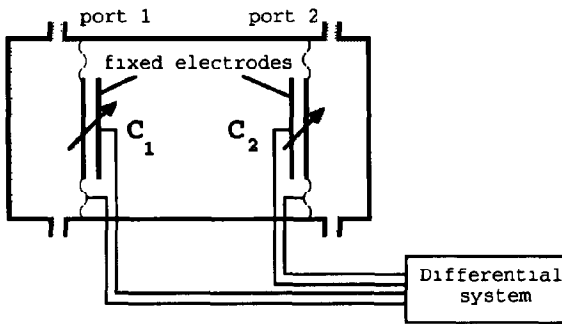 port 1
port 2
fixed electrodes
C1
C2
Differential
system